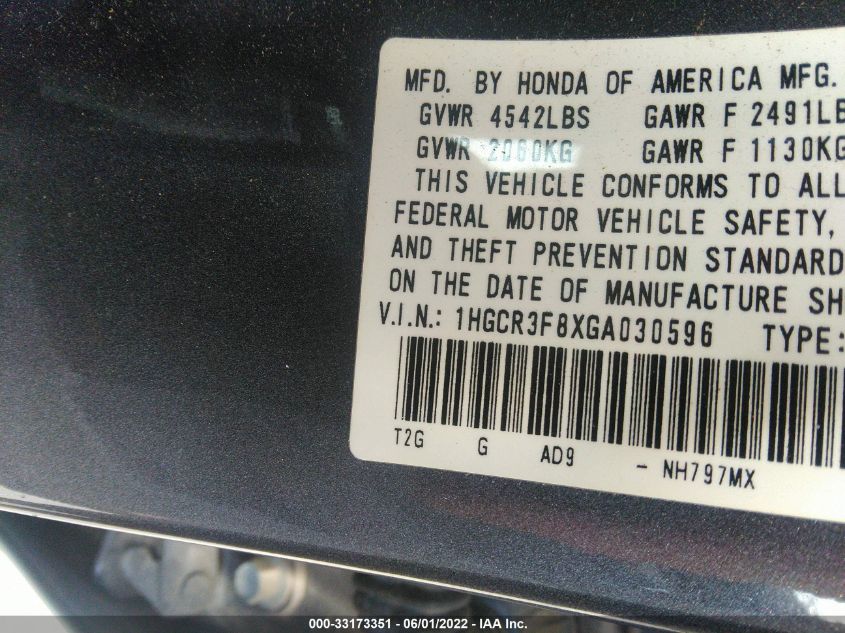 MFD. BY HONDA OF AMERICA MFG.
GVWR 4542LBS GAWR F 2491LB
GVWR 2060KG GAWR F 1130KG
THIS VEHICLE CONFORMS TO ALL
FEDERAL MOTOR VEHICLE SAFETY,
AND THEFT PREVENTION STANDARD
ON THE DATE OF MANUFACTURE SH
V.I.N.: 1HGCR3F8XGA030596 TYPE:
T2G G AD9 - NH797MX
000-33173351 / 06/01/2022 - IAA Inc.